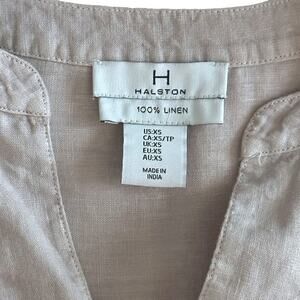 H
HALSTON
100% LINEN
US:XS
CA:XS/TP
UK:XS
EU:XS
AU:XS
MADE IN
INDIA